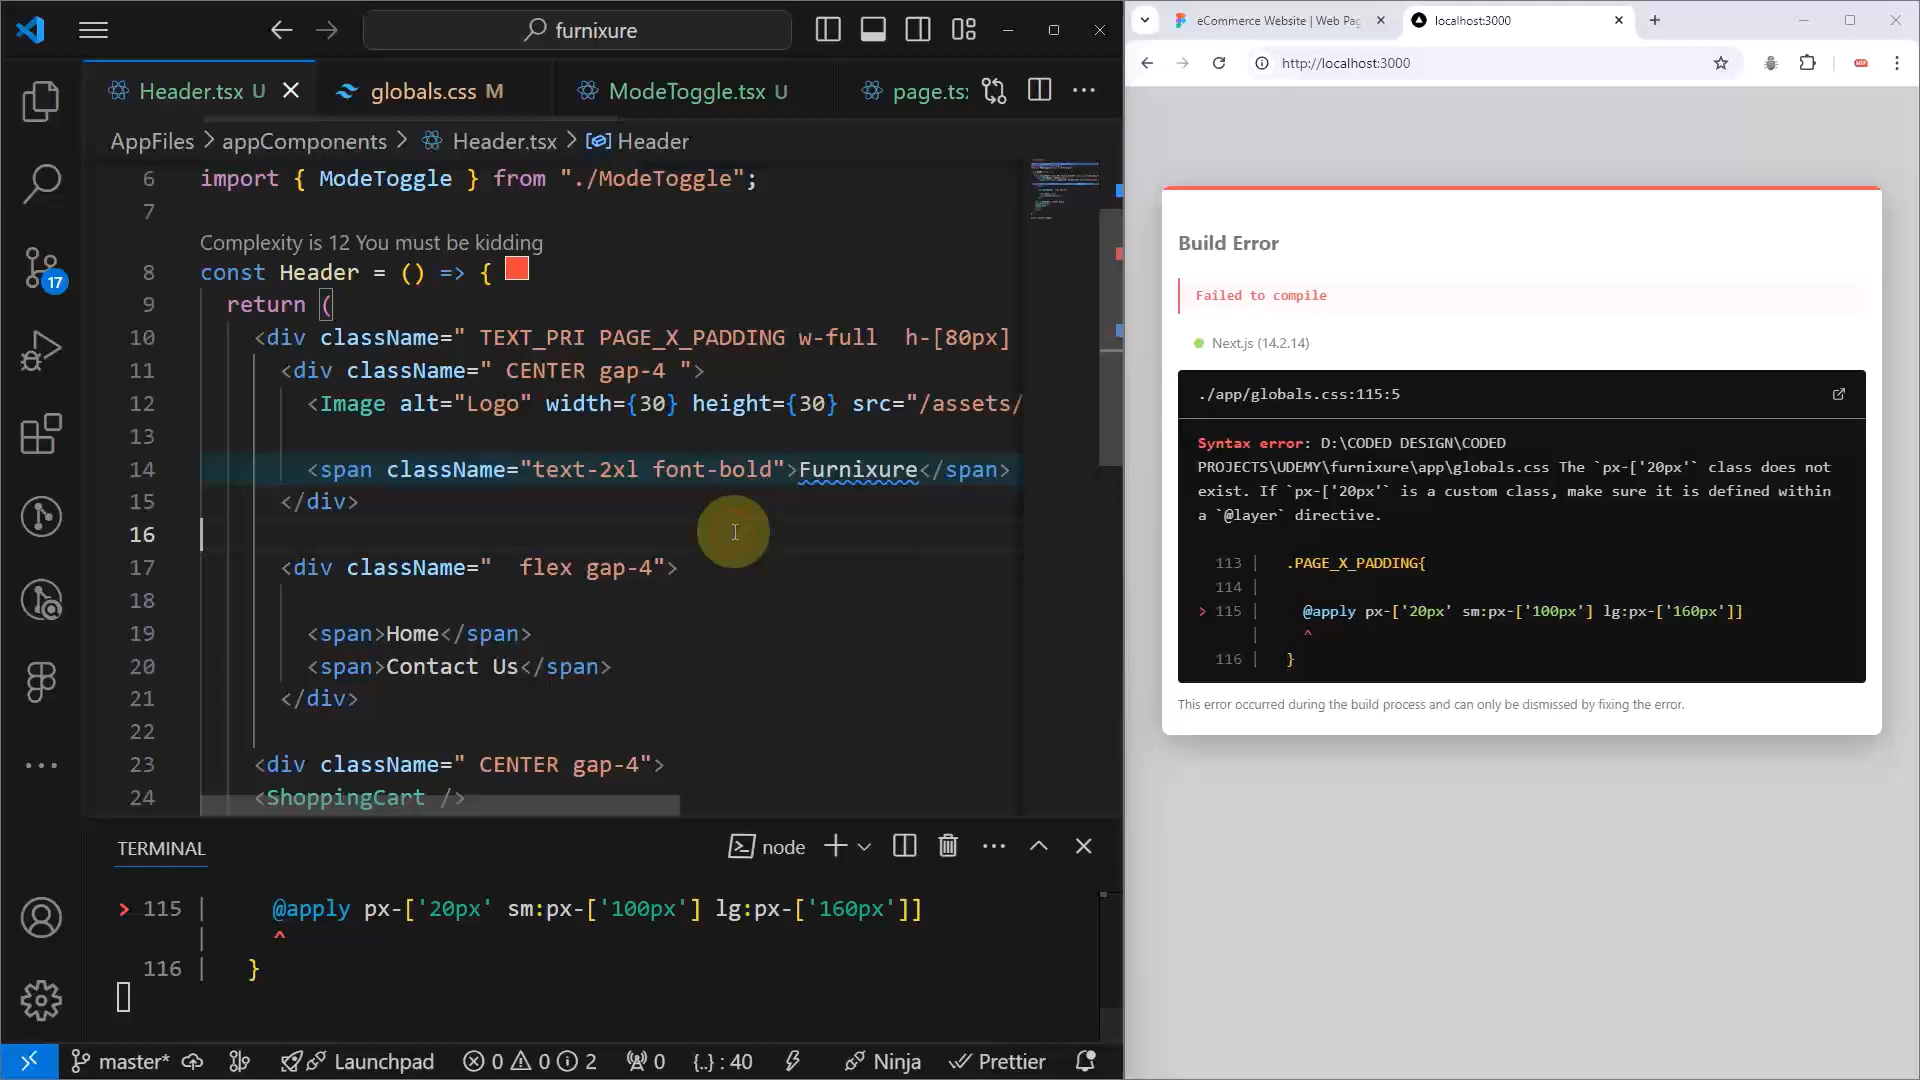 furnixure
Header.tsx U
globals.css M
ModeToggle.tsx U
page.ts
AppFiles > appComponents > Header.tsx > Header
6 import { ModeToggle } from "./ModeToggle";
7
Complexity is 12 You must be kidding
8 const Header = () => {
9 return (
10 <div className=" TEXT_PRI PAGE_X_PADDING w-full  h-[80px]
11 <div className=" CENTER gap-4 ">
12 <Image alt="Logo" width={30} height={30} src="/assets/
13
14 <span className="text-2xl font-bold">Furnixure</span>
15 </div>
16
17 <div className="  flex gap-4">
18
19 <span>Home</span>
20 <span>Contact Us</span>
21 </div>
22
23 <div className=" CENTER gap-4">
24 <ShoppingCart />
TERMINAL
node
> 115 | @apply px-['20px' sm:px-['100px'] lg:px-['160px']]
| ^
116 | }
17
master*
Launchpad
0 0 2
0
{..} : 40
Ninja
Prettier
eCommerce Website | Web Pag
localhost:3000
http://localhost:3000
Build Error
Failed to compile
Next.js (14.2.14)
./app/globals.css:115:5
Syntax error: D:\CODED DESIGN\CODED
PROJECTS\UDEMY\furnixure\app\globals.css The `px-['20px'` class does not
exist. If `px-['20px'` is a custom class, make sure it is defined within
a `@layer` directive.
113 | .PAGE_X_PADDING{
114 |
> 115 | @apply px-['20px' sm:px-['100px'] lg:px-['160px']]
| ^
116 | }
This error occurred during the build process and can only be dismissed by fixing the error.